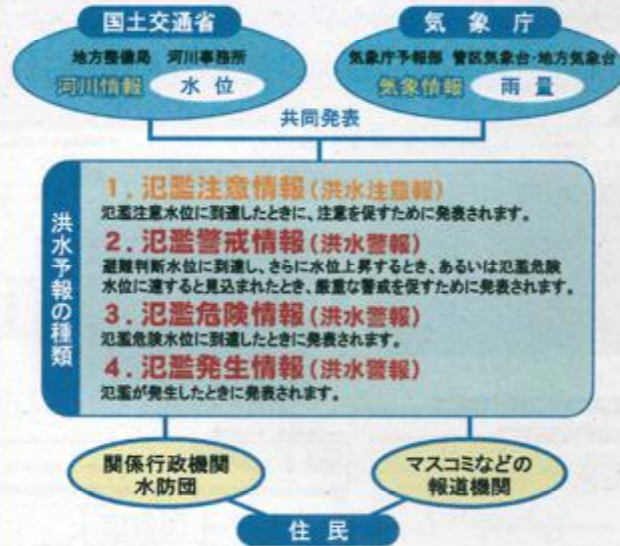 国土交通省
地方整備局 河川事務所
河川情報 水位
気象庁
気象庁予報部 管区気象台・地方気象台
気象情報 雨量
共同発表
洪水予報の種類
1. 氾濫注意情報(洪水注意報)
氾濫注意水位に到達したときに、注意を促すために発表されます。
2. 氾濫警戒情報(洪水警報)
避難判断水位に到達し、さらに水位上昇するとき、あるいは氾濫危険
水位に達すると見込まれたとき、厳重な警戒を促すために発表されます。
3. 氾濫危険情報(洪水警報)
氾濫危険水位に到達したときに発表されます。
4. 氾濫発生情報(洪水警報)
氾濫が発生したときに発表されます。
関係行政機関
水防団
マスコミなどの
報道機関
住民